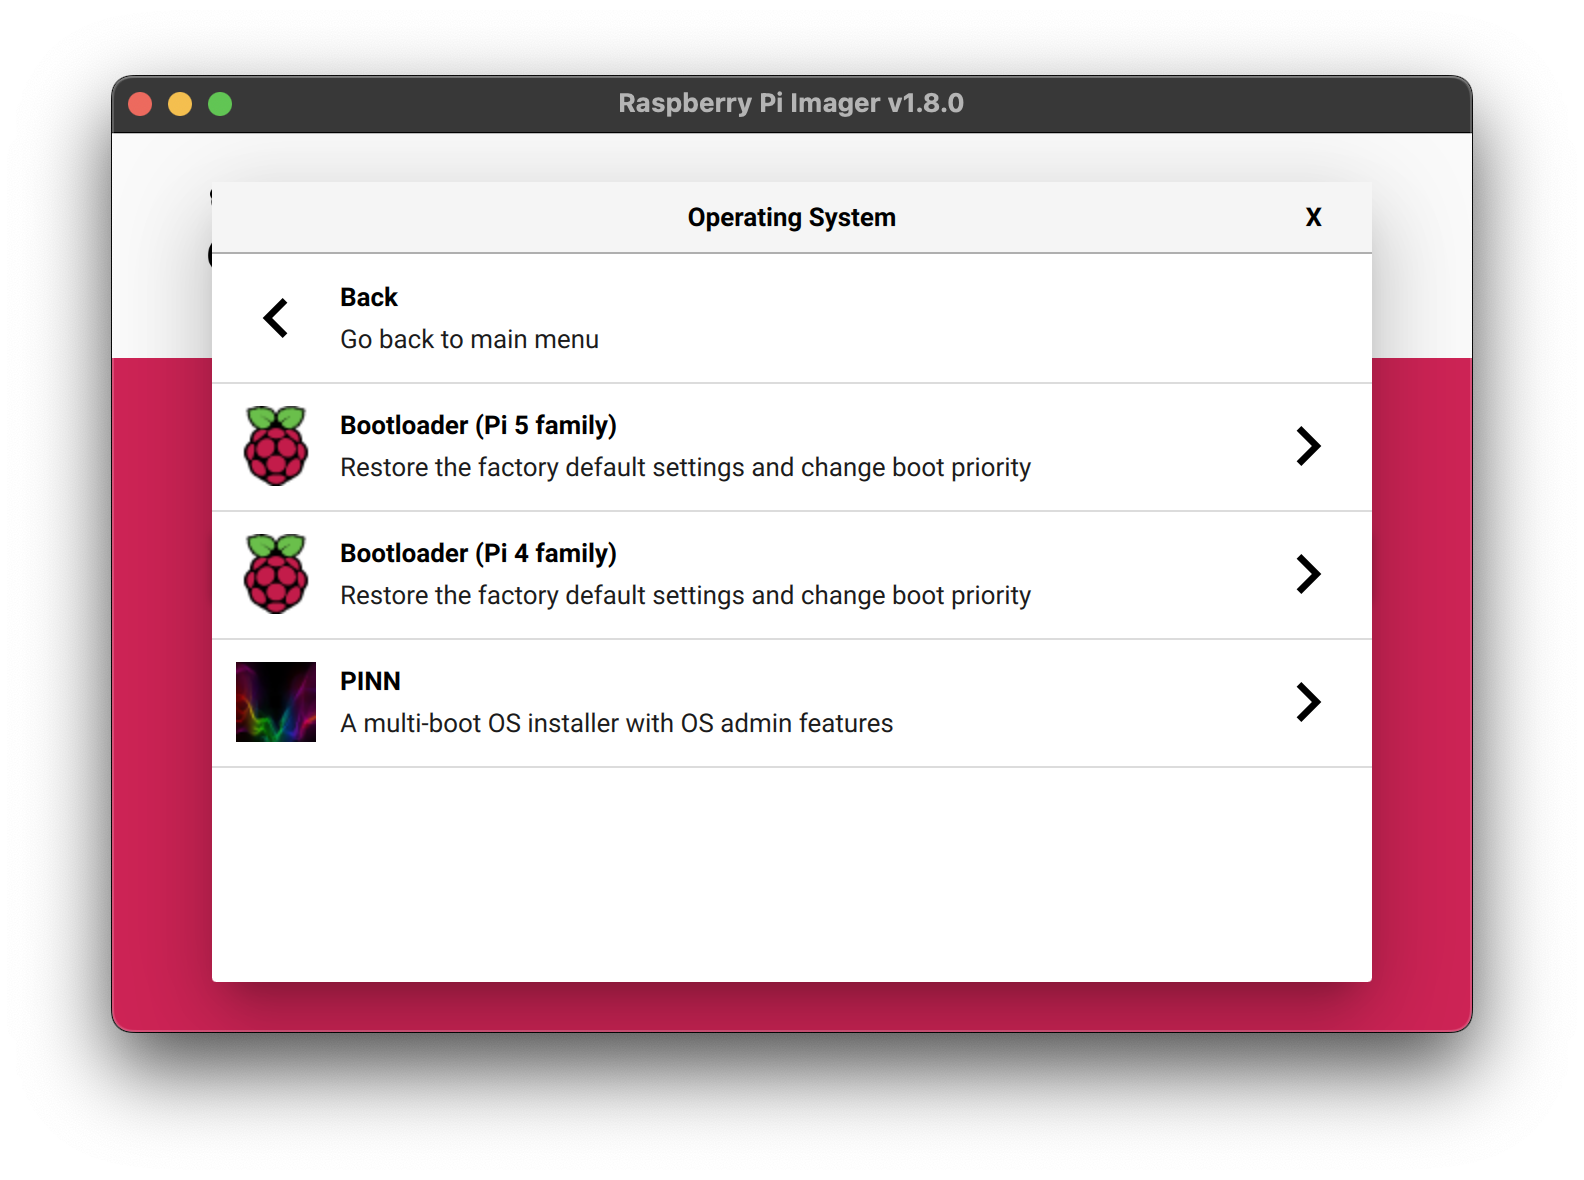 Raspberry Pi Imager v1.8.0
Operating System
X
Back
Go back to main menu
Bootloader (Pi 5 family)
Restore the factory default settings and change boot priority
Bootloader (Pi 4 family)
Restore the factory default settings and change boot priority
PINN
A multi-boot OS installer with OS admin features